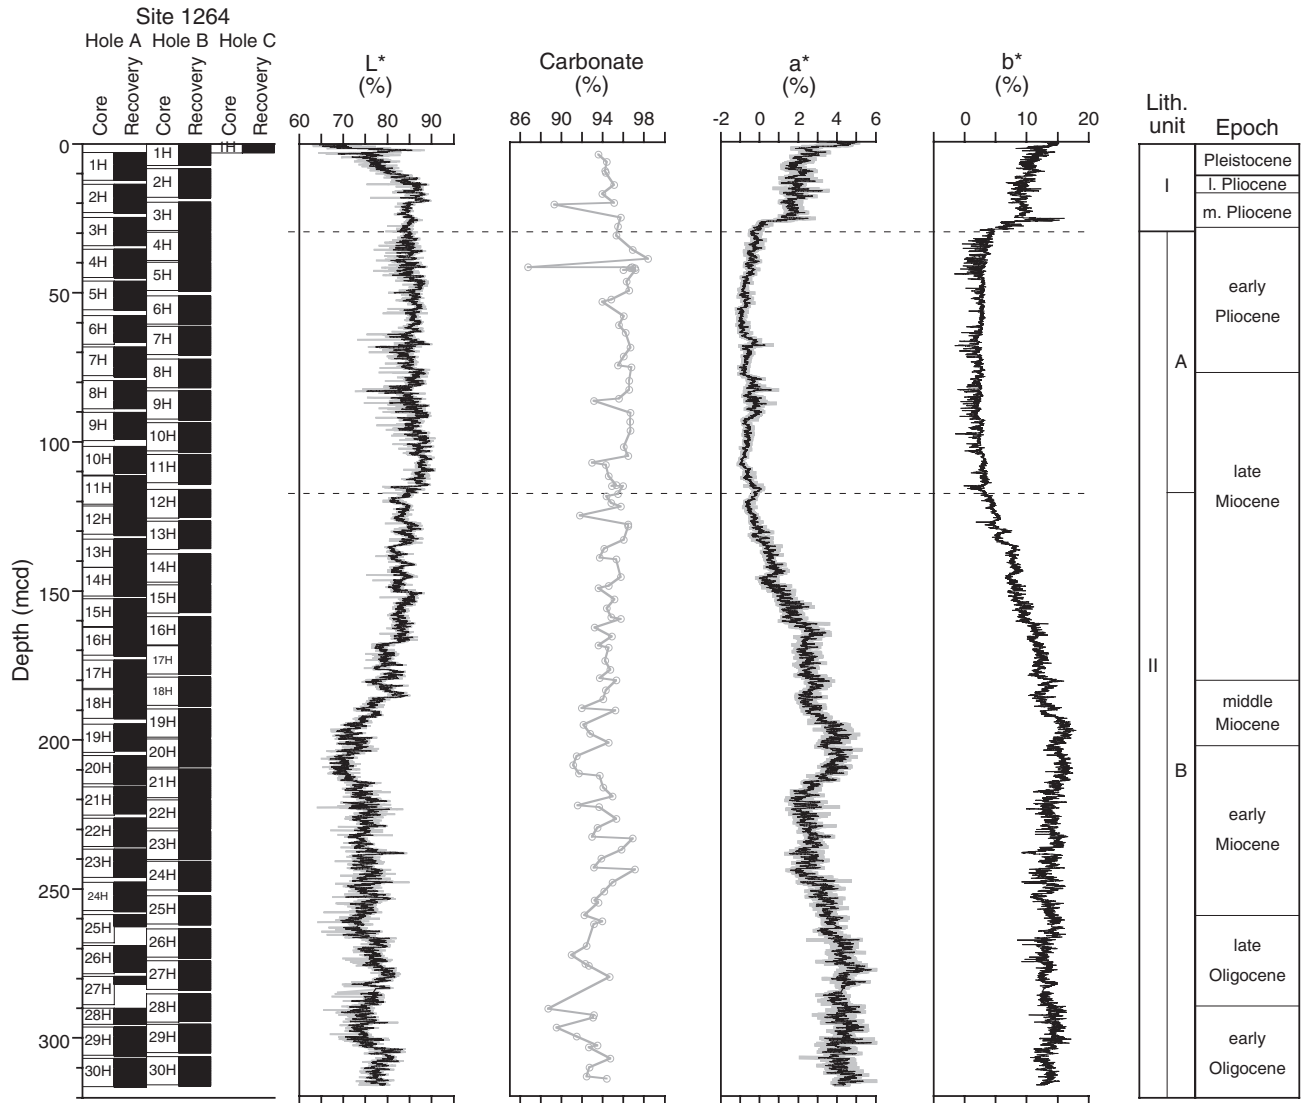 Site 1264
Hole A Hole B Hole C
Core Recovery Core Recovery Core Recovery
L* (%)
Carbonate (%)
a* (%)
b* (%)
Lith. unit
Epoch
60 70 80 90
86 90 94 98
-2 0 2 4 6
0 10 20
Depth (mcd)
0
50
100
150
200
250
300
1H
2H
3H
4H
5H
6H
7H
8H
9H
10H
11H
12H
13H
14H
15H
16H
17H
18H
19H
20H
21H
22H
23H
24H
25H
26H
27H
28H
29H
30H
1H
2H
3H
4H
5H
6H
7H
8H
9H
10H
11H
12H
13H
14H
15H
16H
17H
18H
19H
20H
21H
22H
23H
24H
25H
26H
27H
28H
29H
30H
1H
I
II
A
B
Pleistocene
l. Pliocene
m. Pliocene
early
Pliocene
late
Miocene
middle
Miocene
early
Miocene
late
Oligocene
early
Oligocene